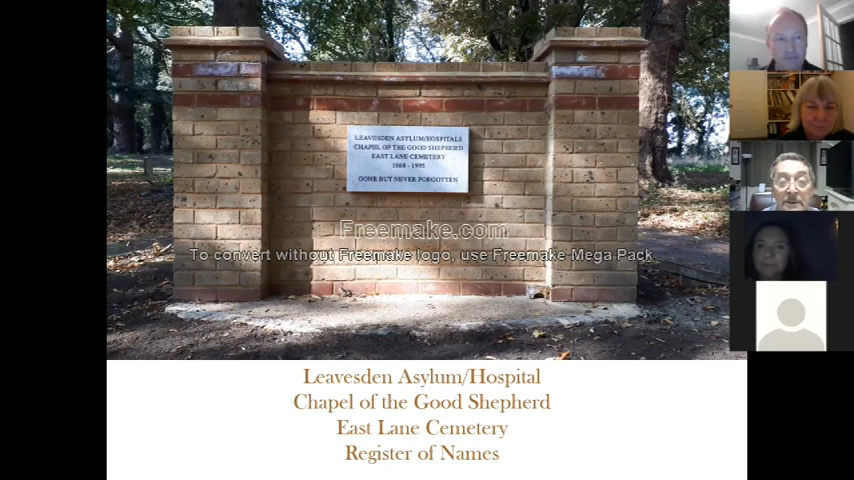 LEAVESDEN ASYLUM/HOSPITALS
CHAPEL OF THE GOOD SHEPHERD
EAST LANE CEMETERY
1868 - 1995
GONE BUT NEVER FORGOTTEN
Freemake.com
To convert without Freemake logo, use Freemake Mega Pack
Leavesden Asylum/Hospital
Chapel of the Good Shepherd
East Lane Cemetery
Register of Names